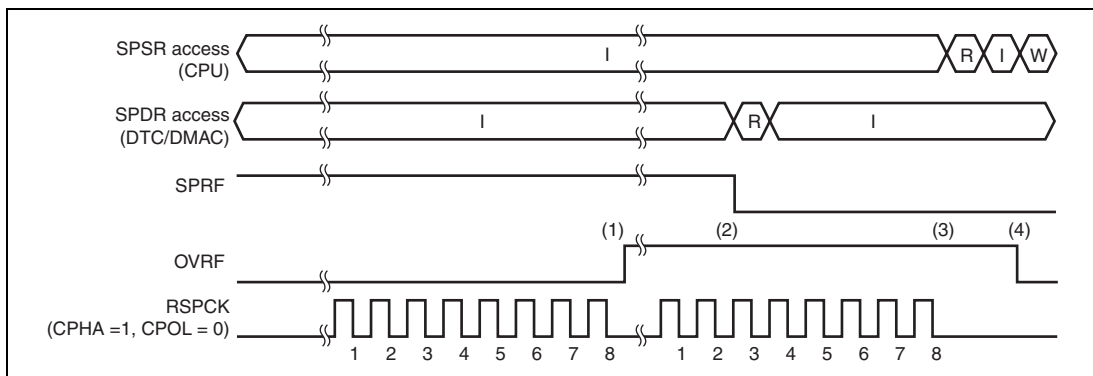 SPSR access
(CPU)
I
R
I
W
SPDR access
(DTC/DMAC)
I
R
I
SPRF
(1)
(2)
(3)
(4)
OVRF
RSPCK
(CPHA =1, CPOL = 0)
1 2 3 4 5 6 7 8 1 2 3 4 5 6 7 8